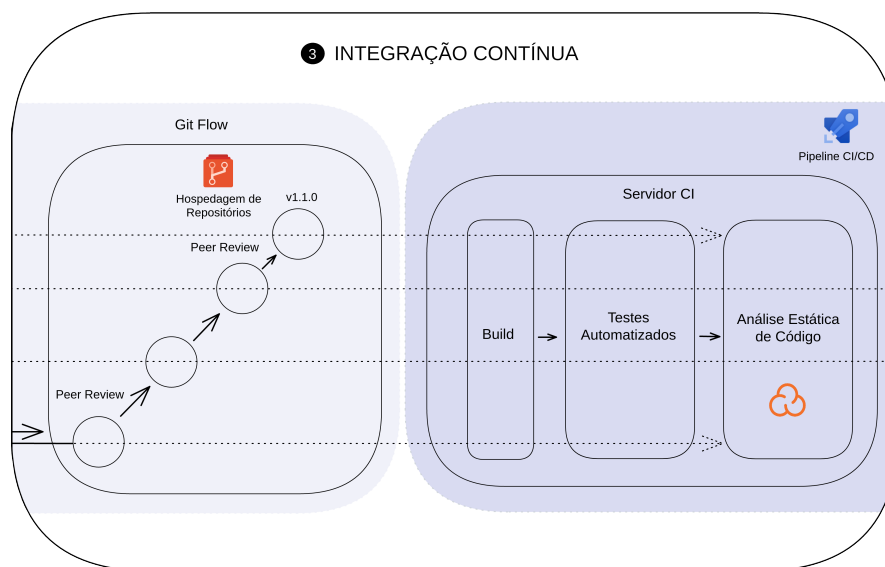 3 INTEGRAÇÃO CONTÍNUA
Git Flow
Hospedagem de
Repositórios
v1.1.0
Peer Review
Peer Review
Pipeline CI/CD
Servidor CI
Build
Testes
Automatizados
Análise Estática
de Código